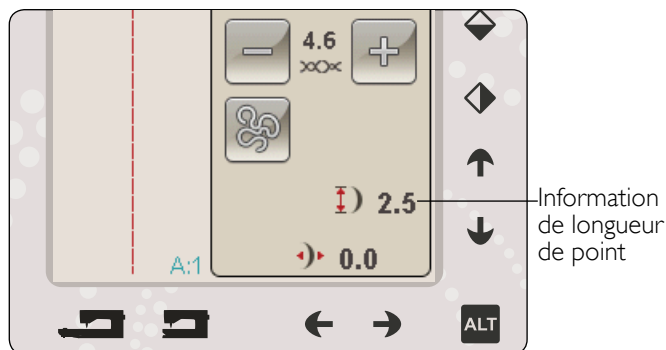 4.6
2.5
A:1
0.0
Information
de longueur
de point
ALT